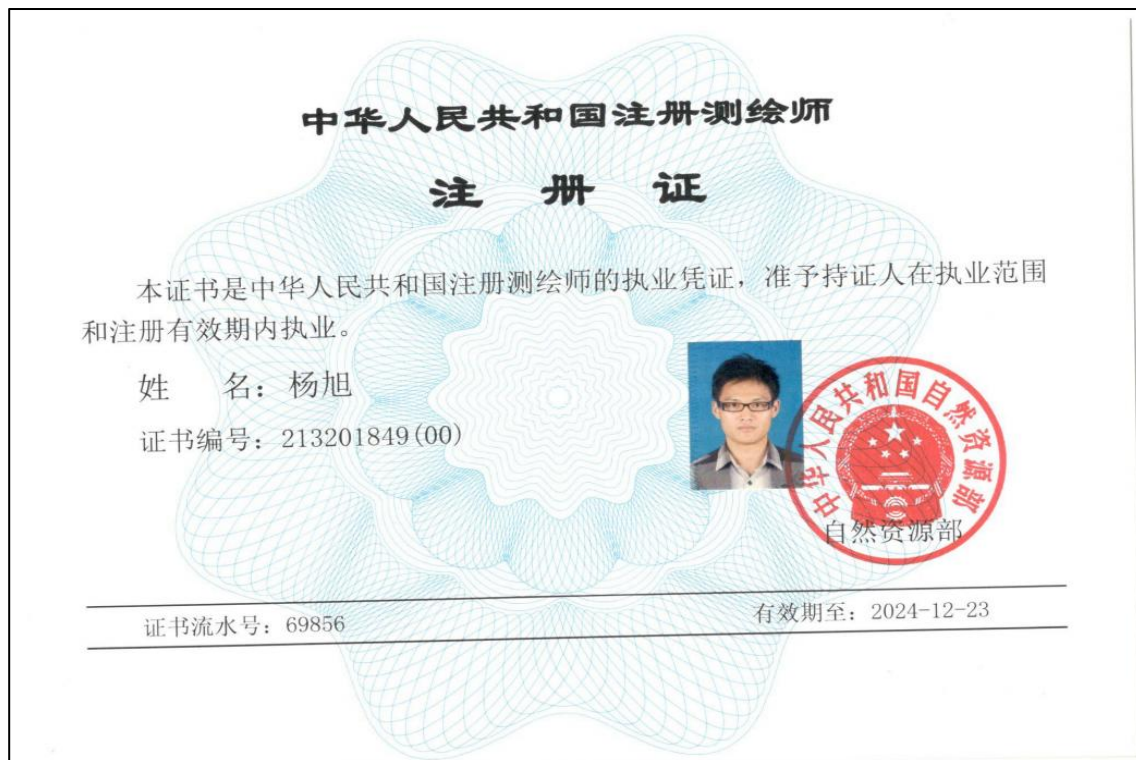 中华人民共和国注册测绘师
注 册 证
本证书是中华人民共和国注册测绘师的执业凭证，准予持证人在执业范围
和注册有效期内执业。
姓 名：杨旭
证书编号：213201849(00)
中华人民共和国自然资源部
自然资源部
证书流水号：69856
有效期至：2024-12-23